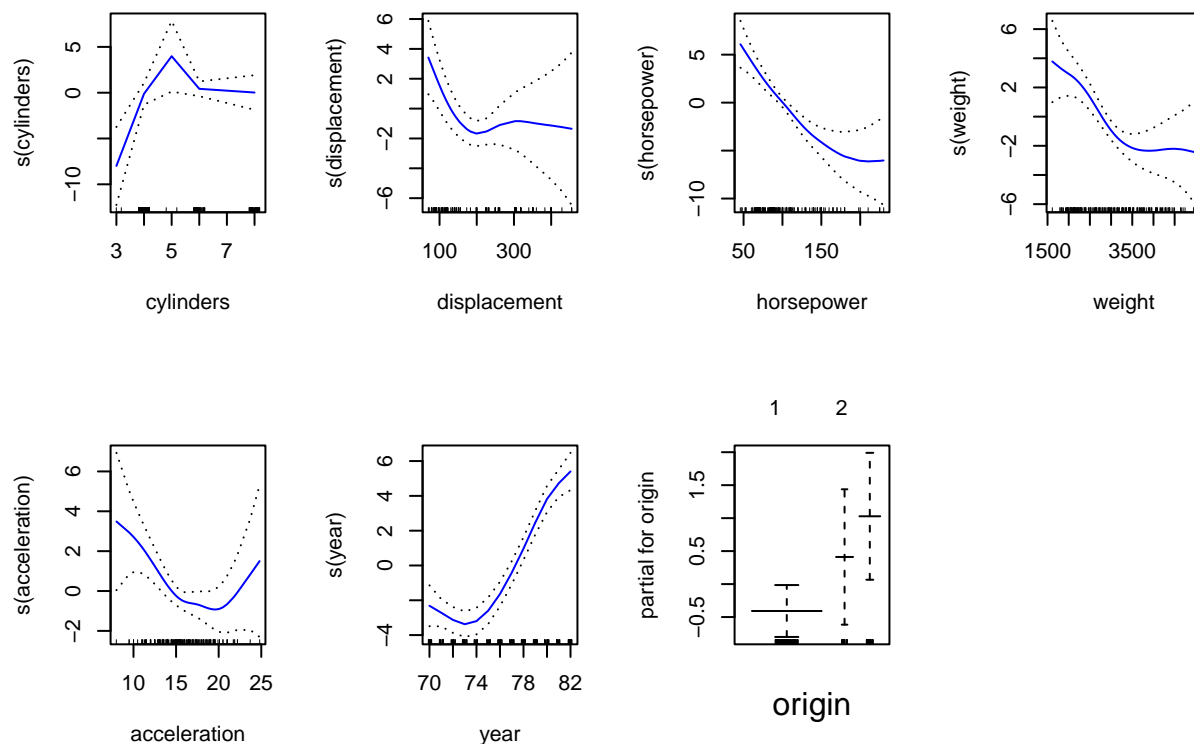 s(cylinders)
5
0
−10
3 5 7
cylinders
s(displacement)
6
4
2
−2
−6
100 300
displacement
s(horsepower)
5
0
−10
50 150
horsepower
s(weight)
6
4
2
−2
−6
1500 3500
weight
s(acceleration)
6
4
2
0
−2
10 15 20 25
acceleration
s(year)
6
4
2
0
−4
70 74 78 82
year
1 2
partial for origin
1.5
0.5
−0.5
origin